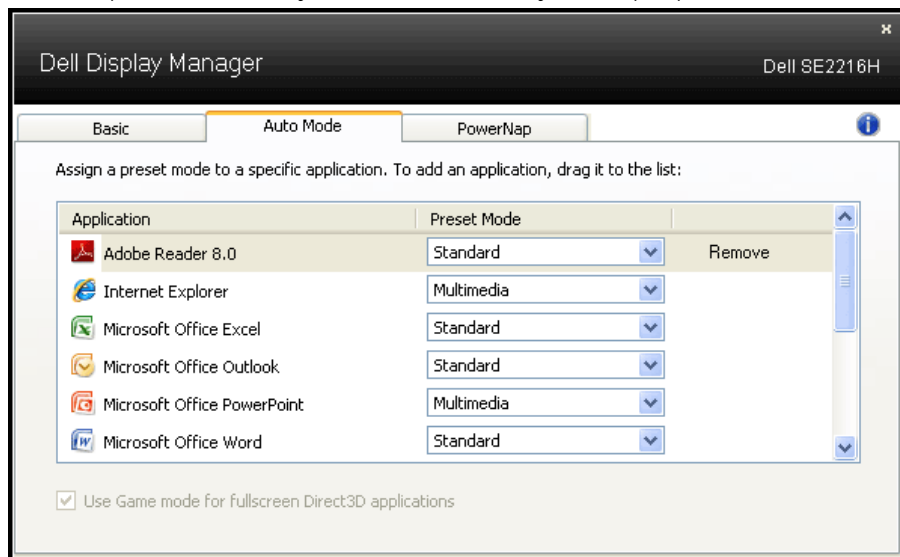 x
Dell Display Manager
Dell SE2216H
Basic Auto Mode PowerNap
Assign a preset mode to a specific application. To add an application, drag it to the list:
Application Preset Mode
Adobe Reader 8.0 Standard Remove
Internet Explorer Multimedia
Microsoft Office Excel Standard
Microsoft Office Outlook Standard
Microsoft Office PowerPoint Multimedia
Microsoft Office Word Standard
Use Game mode for fullscreen Direct3D applications